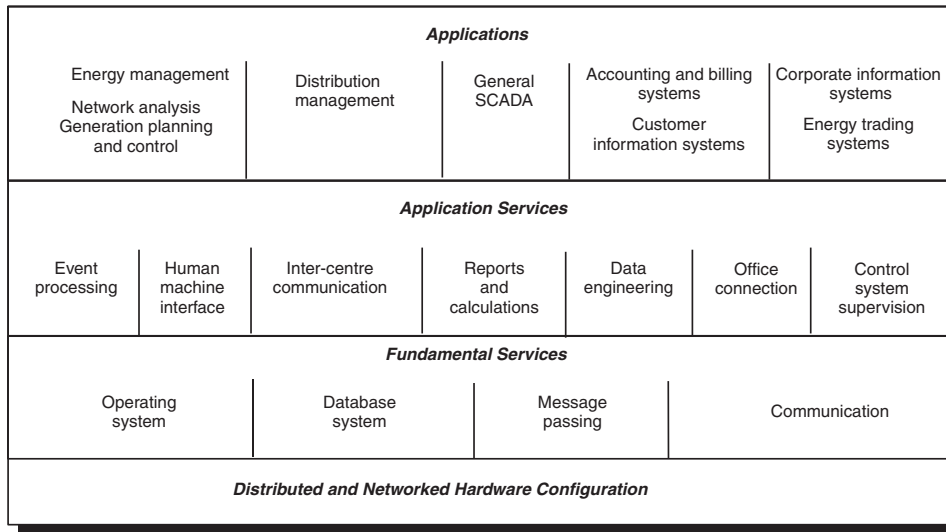 Applications
Energy management
Network analysis
Generation planning
and control
Distribution
management
General
SCADA
Accounting and billing
systems
Customer
information systems
Corporate information
systems
Energy trading
systems
Application Services
Event
processing
Human
machine
interface
Inter-centre
communication
Reports
and
calculations
Data
engineering
Office
connection
Control
system
supervision
Fundamental Services
Operating
system
Database
system
Message
passing
Communication
Distributed and Networked Hardware Configuration